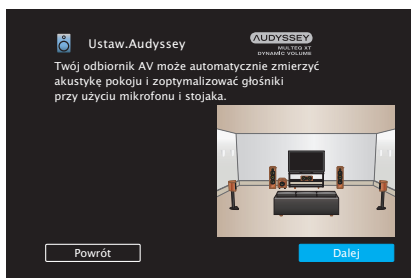 Ustaw.Audyssey
AUDYSSEY
MULTEQ XT
DYNAMIC VOLUME
Twój odbiornik AV może automatycznie zmierzyć
akustykę pokoju i zoptymalizować głośniki
przy użyciu mikrofonu i stojaka.
Powrót
Dalej